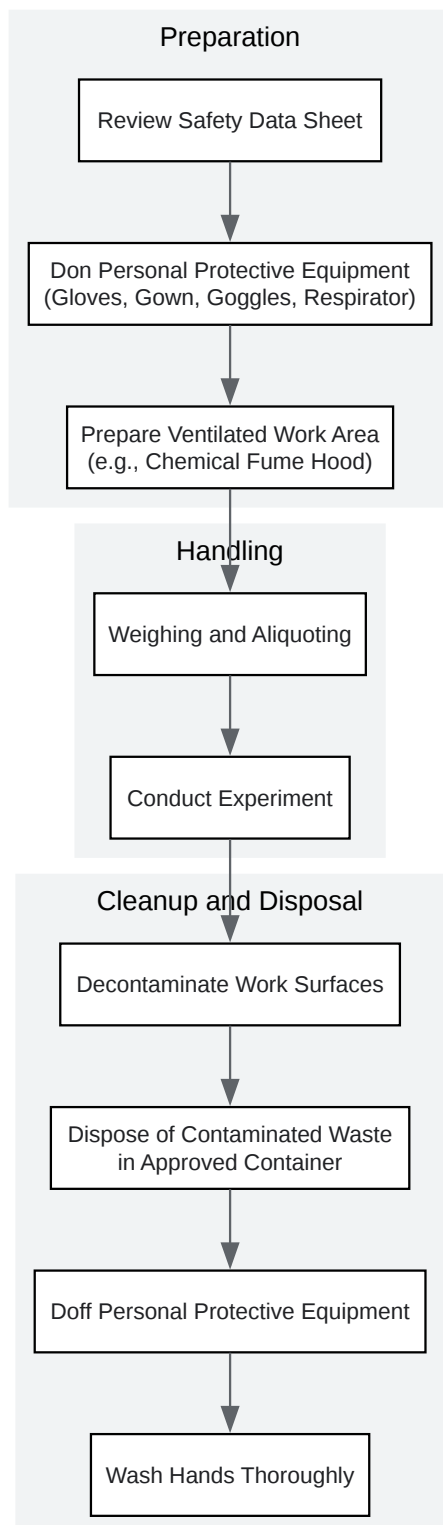 Preparation
Review Safety Data Sheet
Don Personal Protective Equipment
(Gloves, Gown, Goggles, Respirator)
Prepare Ventilated Work Area
(e.g., Chemical Fume Hood)
Handling
Weighing and Aliquoting
Conduct Experiment
Cleanup and Disposal
Decontaminate Work Surfaces
Dispose of Contaminated Waste
in Approved Container
Doff Personal Protective Equipment
Wash Hands Thoroughly